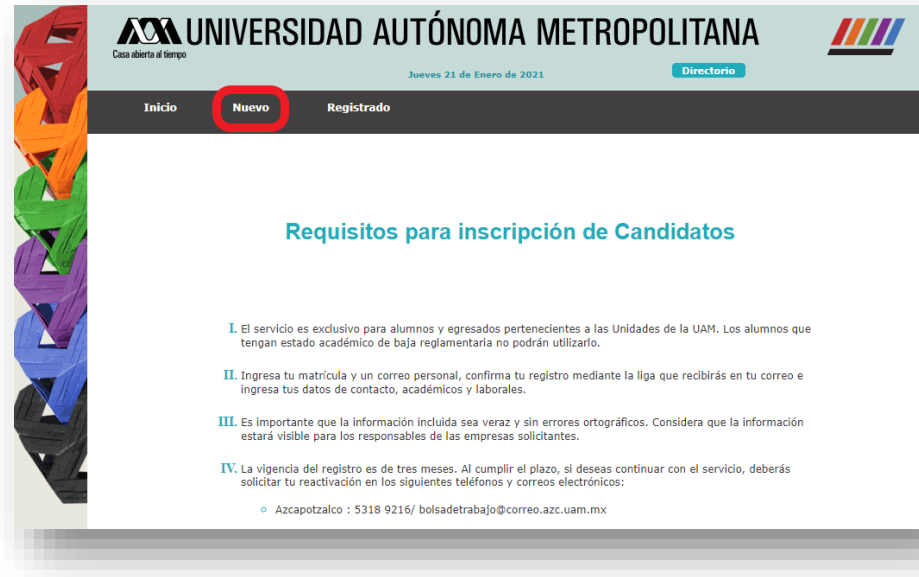 UNIVERSIDAD AUTÓNOMA METROPOLITANA
Casa abierta al tiempo
Jueves 21 de Enero de 2021
Directorio
Inicio Nuevo Registrado
Requisitos para inscripción de Candidatos
I. El servicio es exclusivo para alumnos y egresados pertenecientes a las Unidades de la UAM. Los alumnos que
tengan estado académico de baja reglamentaria no podrán utilizarlo.
II. Ingresa tu matrícula y un correo personal, confirma tu registro mediante la liga que recibirás en tu correo e
ingresa tus datos de contacto, académicos y laborales.
III. Es importante que la información incluida sea veraz y sin errores ortográficos. Considera que la información
estará visible para los responsables de las empresas solicitantes.
IV. La vigencia del registro es de tres meses. Al cumplir el plazo, si deseas continuar con el servicio, deberás
solicitar tu reactivación en los siguientes teléfonos y correos electrónicos:
Azcapotzalco : 5318 9216/ bolsadetrabajo@correo.azc.uam.mx